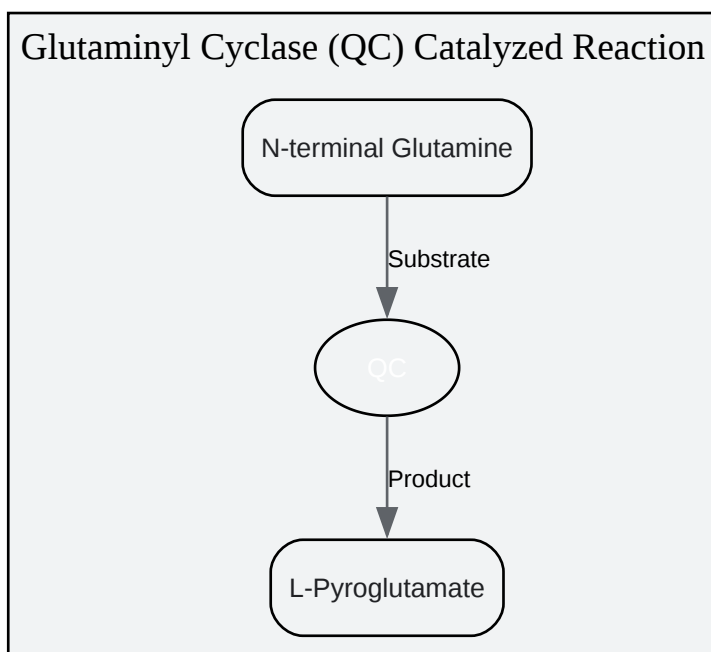 Glutaminyl Cyclase (QC) Catalyzed Reaction
N-terminal Glutamine
Substrate
QC
Product
L-Pyroglutamate